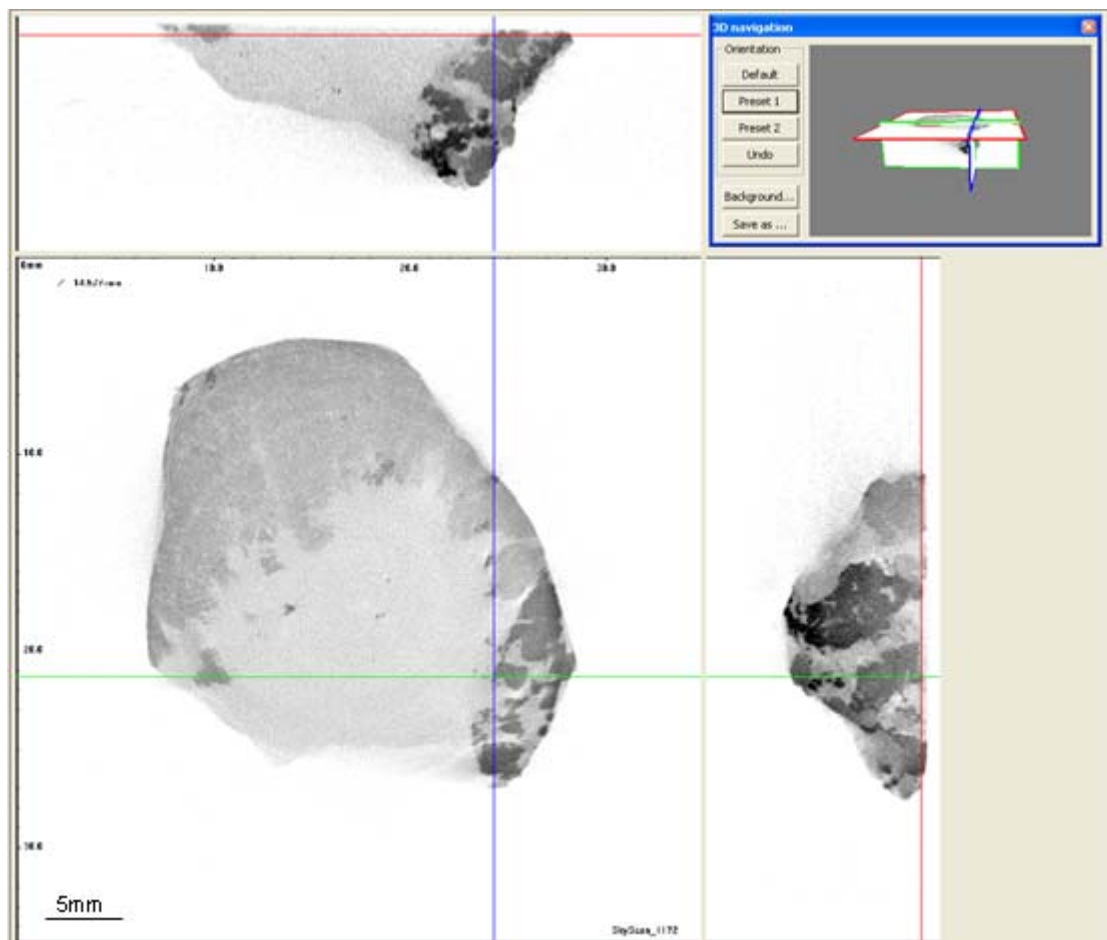 3D navigation
Orientation
Default
Preset 1
Preset 2
Undo
Background...
Save as ...
0mm
10.0
20.0
30.0
10.0
20.0
30.0
5mm
SkyScan_1172